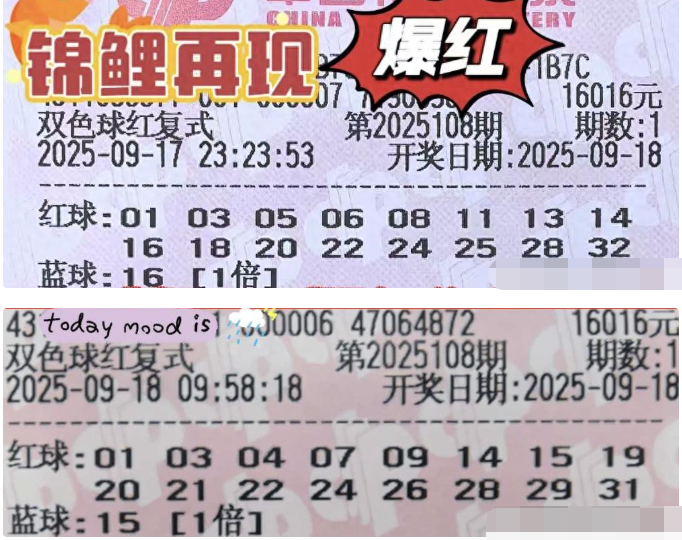 CHINA
TERY
锦鲤再现
爆红
1B7C
07
16016元
双色球红复式 第2025108期 期数:1
2025-09-17 23:23:53 开奖日期:2025-09-18
红球:01 03 05 06 08 11 13 14
16 18 20 22 24 25 28 32
蓝球:16 [1倍]
43 today mood is 000006 47064872 16016元
双色球红复式 第2025108期 期数:1
2025-09-18 09:58:18 开奖日期:2025-09-18
红球:01 03 04 07 09 14 15 19
20 21 22 24 26 28 29 31
蓝球:15 [1倍]